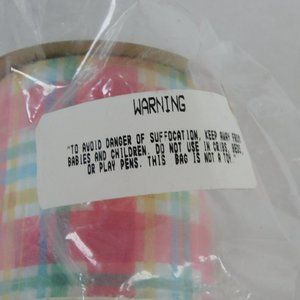 WARNING
"TO AVOID DANGER OF SUFFOCATION, KEEP AWAY FROM
BABIES AND CHILDREN. DO NOT USE IN CRIBS, BEDS,
OR PLAY PENS. THIS BAG IS NOT A TOY."